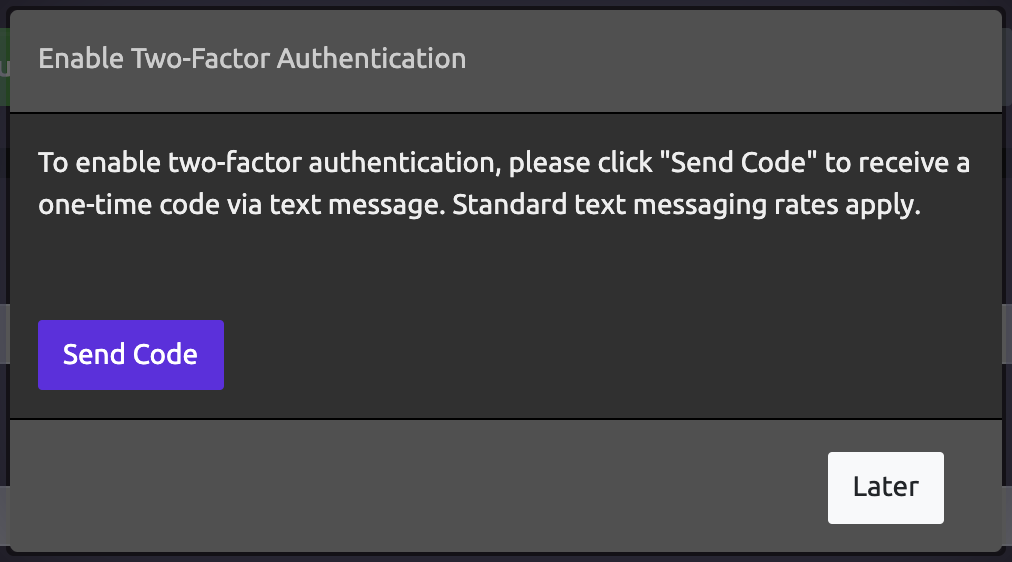 Enable Two-Factor Authentication
To enable two-factor authentication, please click "Send Code" to receive a
one-time code via text message. Standard text messaging rates apply.
Send Code
Later